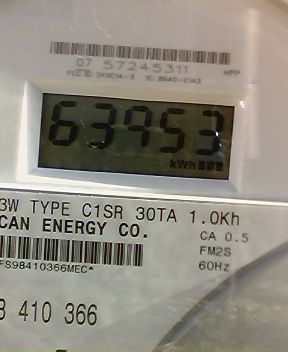 07 57245311
63953
kWh
3W TYPE C1SR 30TA 1.0Kh
CAN ENERGY CO.
CA 0.5
FM2S
60Hz
FS98410366MEC*
8 410 366